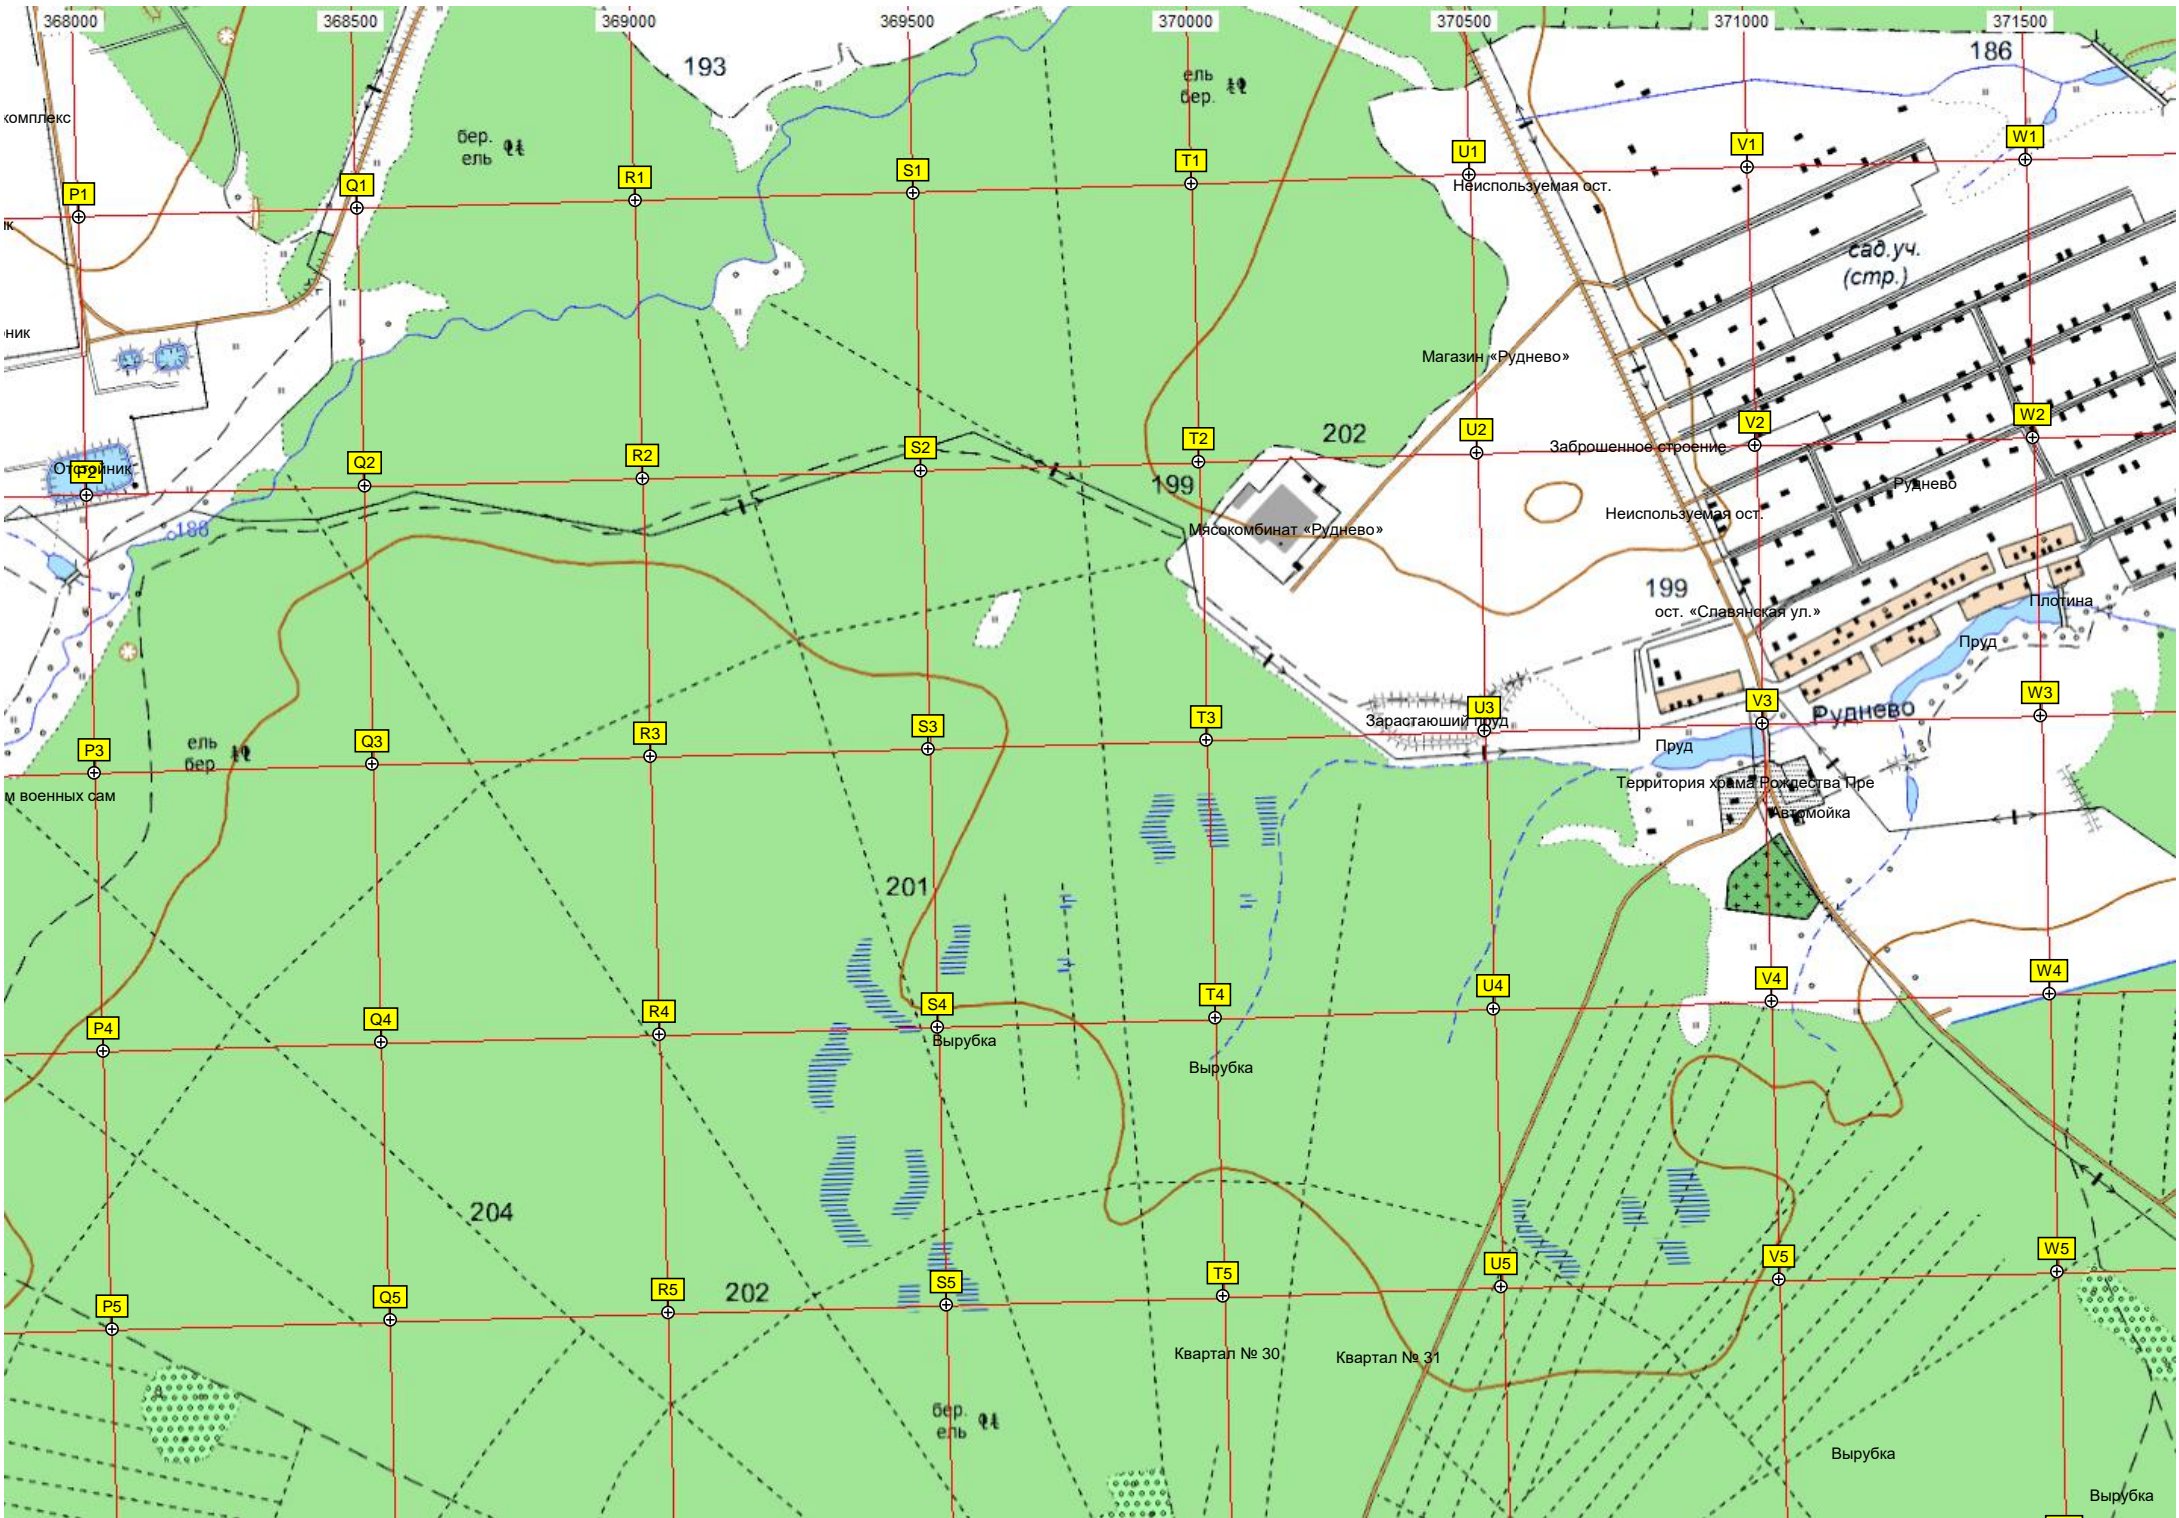 368000 368500 369000 369500 370000 370500 371000 371500
193
186
ель
бер.
комплекс
бер.
ель
P1 Q1 R1 S1 T1 U1 V1 W1
Неиспользуемая ост.
сад.уч.
(стр.)
ник
Магазин «Руднево»
202
Заброшенное строение
P2 Q2 R2 S2 T2 U2 V2 W2
Отстойник
199
Руднево
188
Мясокомбинат «Руднево»
Неиспользуемая ост.
199
ост. «Славянская ул.»
Плотина
Пруд
P3 Q3 R3 S3 T3 U3 V3 W3
Руднево
Зарастаюший пруд
ель
бер
Пруд
м военных сам
Территория храма Рождества Пре
Автомойка
201
P4 Q4 R4 S4 T4 U4 V4 W4
Вырубка
Вырубка
204
P5 Q5 R5 S5 T5 U5 V5 W5
202
Квартал № 30
Квартал № 31
бер.
ель
Вырубка
Вырубка